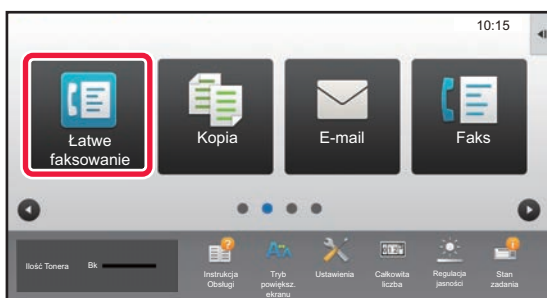 10:15
Łatwe
faksowanie
Kopia
E-mail
Faks
Ilość Tonera
Bk
Instrukcja
Obsługi
Tryb
powiększ.
ekranu
Ustawienia
Całkowita
liczba
Regulacja
jasności
Stan
zadania